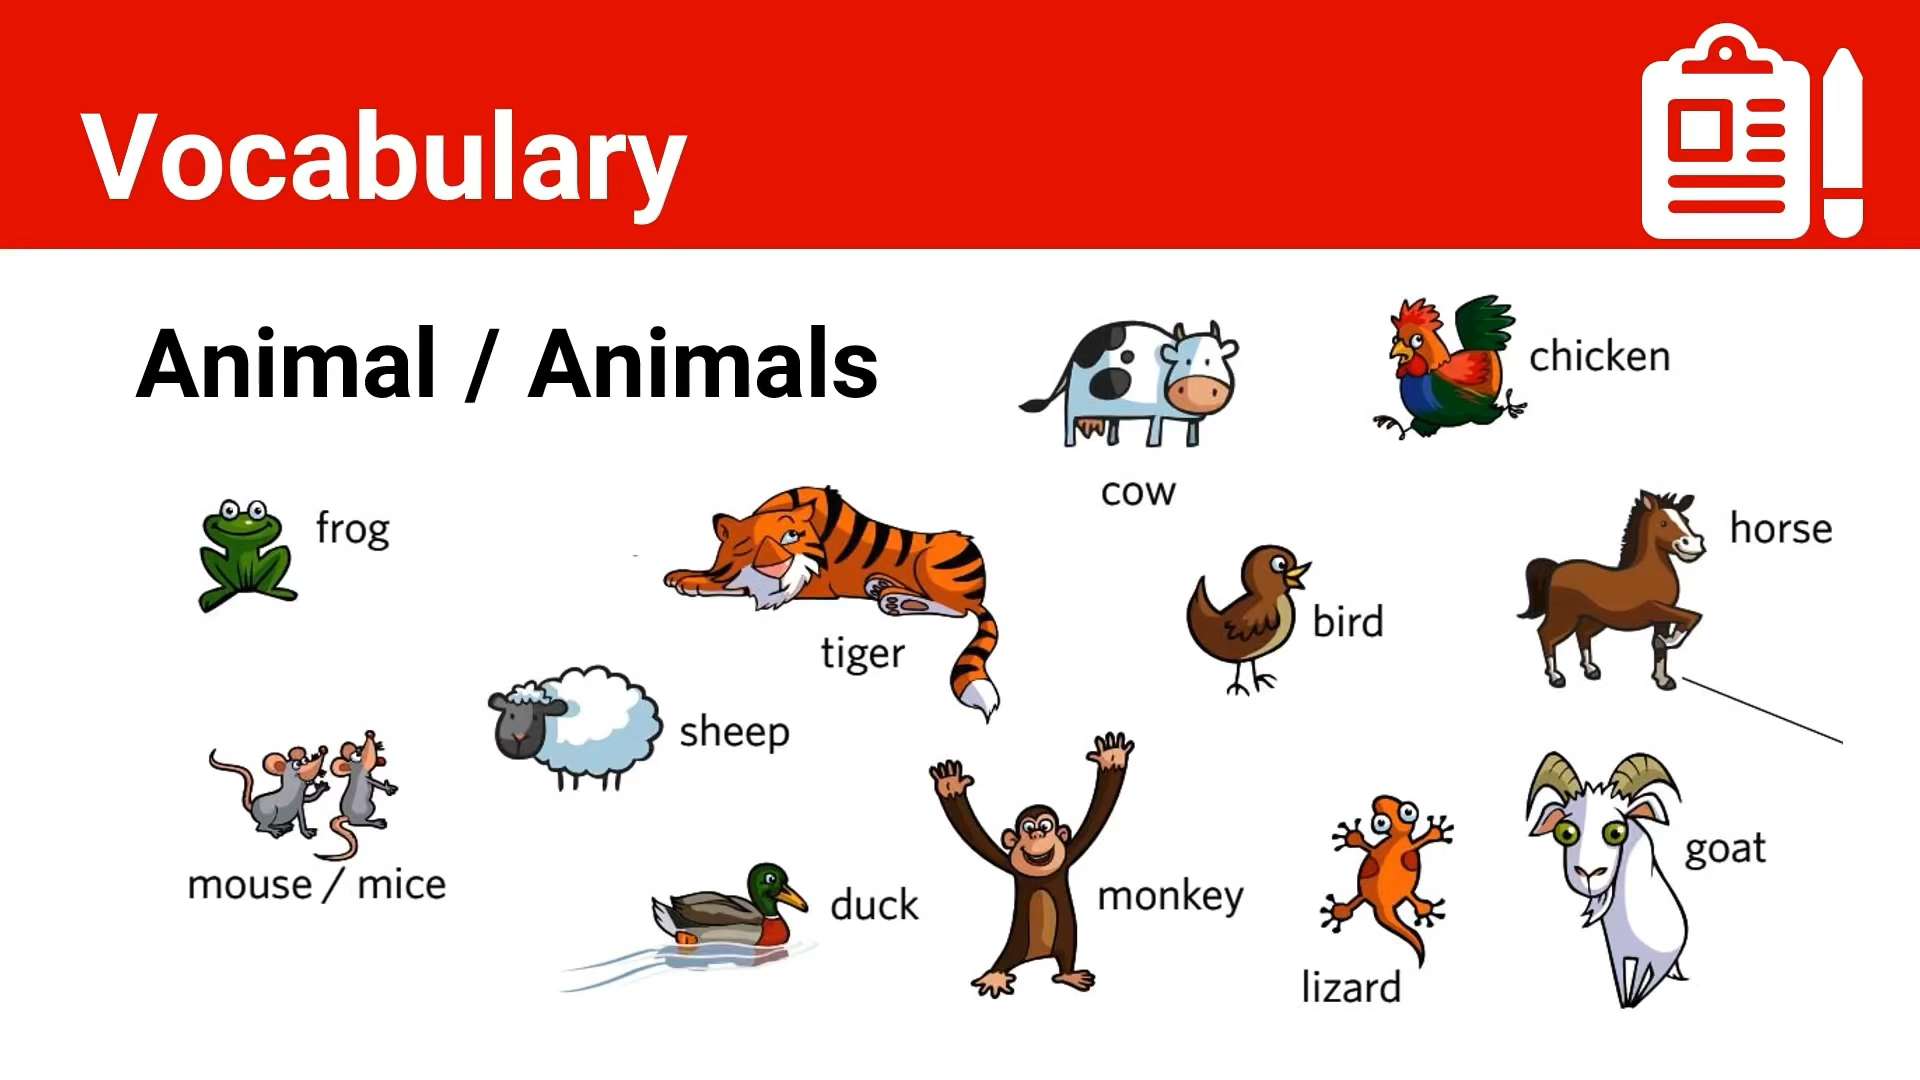 Vocabulary
Animal / Animals
chicken
cow
frog
horse
bird
tiger
sheep
goat
mouse / mice
duck
monkey
lizard